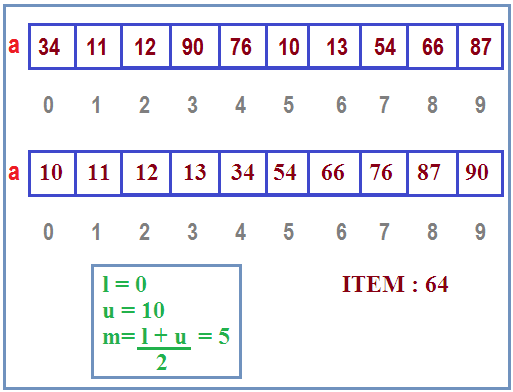 a 34 11 12 90 76 10 13 54 66 87
0 1 2 3 4 5 6 7 8 9
a 10 11 12 13 34 54 66 76 87 90
0 1 2 3 4 5 6 7 8 9
l = 0
u = 10
m= l + u = 5
2
ITEM : 64